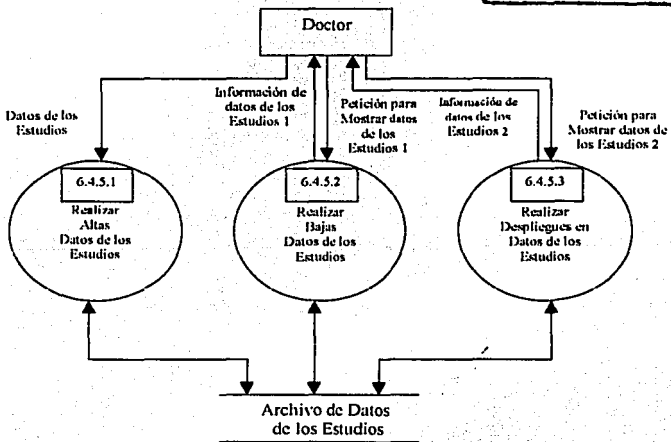 Doctor
Datos de los
Estudios
Información de
datos de los
Estudios 1
Petición para
Mostrar datos
de los
Estudios 1
Información de
datos de los
Estudios 2
Petición para
Mostrar datos de
los Estudios 2
6.4.5.1
Realizar
Altas
Datos de los
Estudios
6.4.5.2
Realizar
Bajas
Datos de los
Estudios
6.4.5.3
Realizar
Despliegues en
Datos de los
Estudios
Archivo de Datos
de los Estudios